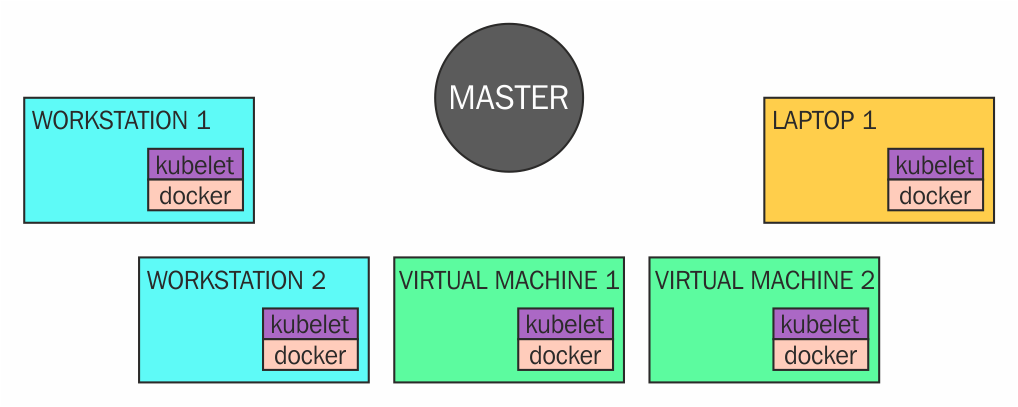 MASTER
WORKSTATION 1
kubelet
docker
LAPTOP 1
kubelet
docker
WORKSTATION 2
kubelet
docker
VIRTUAL MACHINE 1
kubelet
docker
VIRTUAL MACHINE 2
kubelet
docker